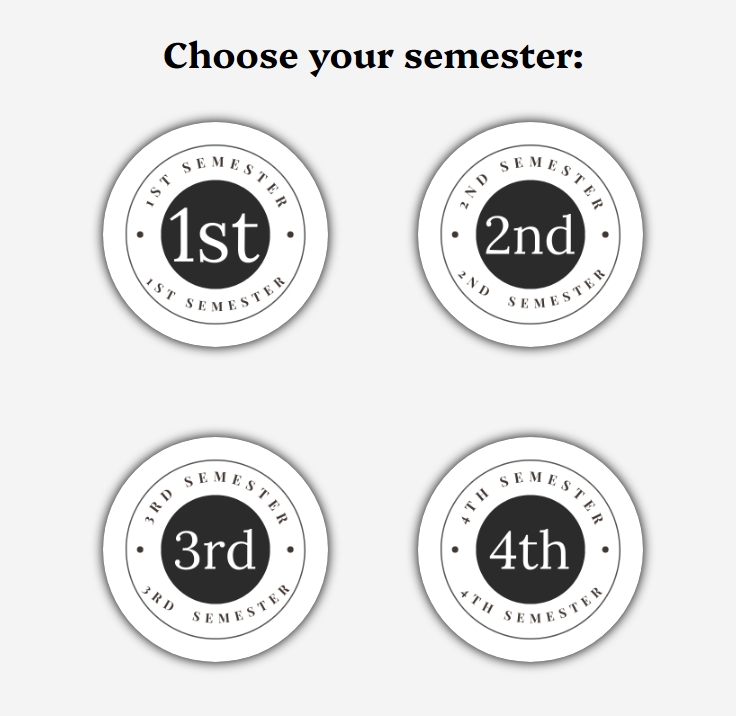 Choose your semester:
1ST SEMESTER
1st
1ST SEMESTER
2ND SEMESTER
2nd
2ND SEMESTER
3RD SEMESTER
3rd
3RD SEMESTER
4TH SEMESTER
4th
4TH SEMESTER